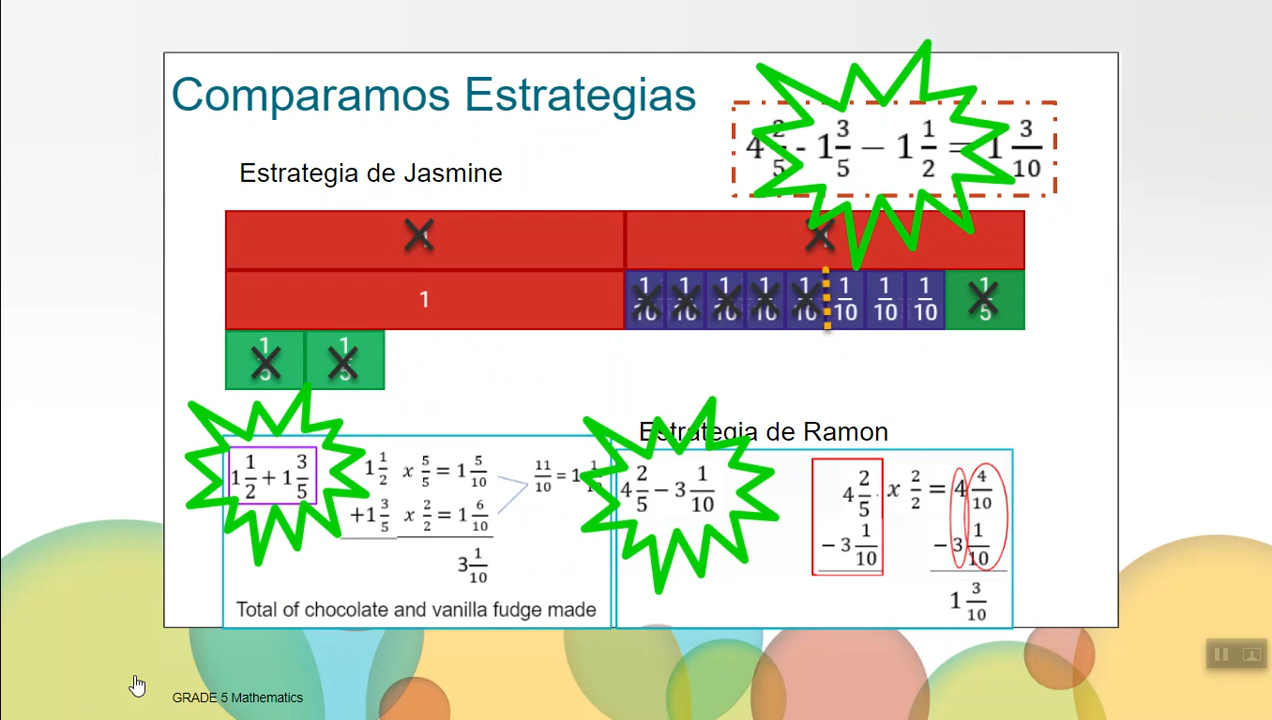 Comparamos Estrategias
4 2/5 - 1 3/5 − 1 1/2 = 1 3/10
Estrategia de Jasmine
1 1/10 1/10 1/10 1/10 1/10 1/10 1/10 1/10 1/5
1/5 1/5
Estrategia de Ramon
1 1/2 + 1 3/5
1 1/2 x 5/5 = 1 5/10
+1 3/5 x 2/2 = 1 6/10
11/10 = 1 1/10
3 1/10
Total of chocolate and vanilla fudge made
4 2/5 − 3 1/10
4 2/5 x 2/2 = 4 4/10
− 3 1/10 − 3 1/10
1 3/10
GRADE 5 Mathematics